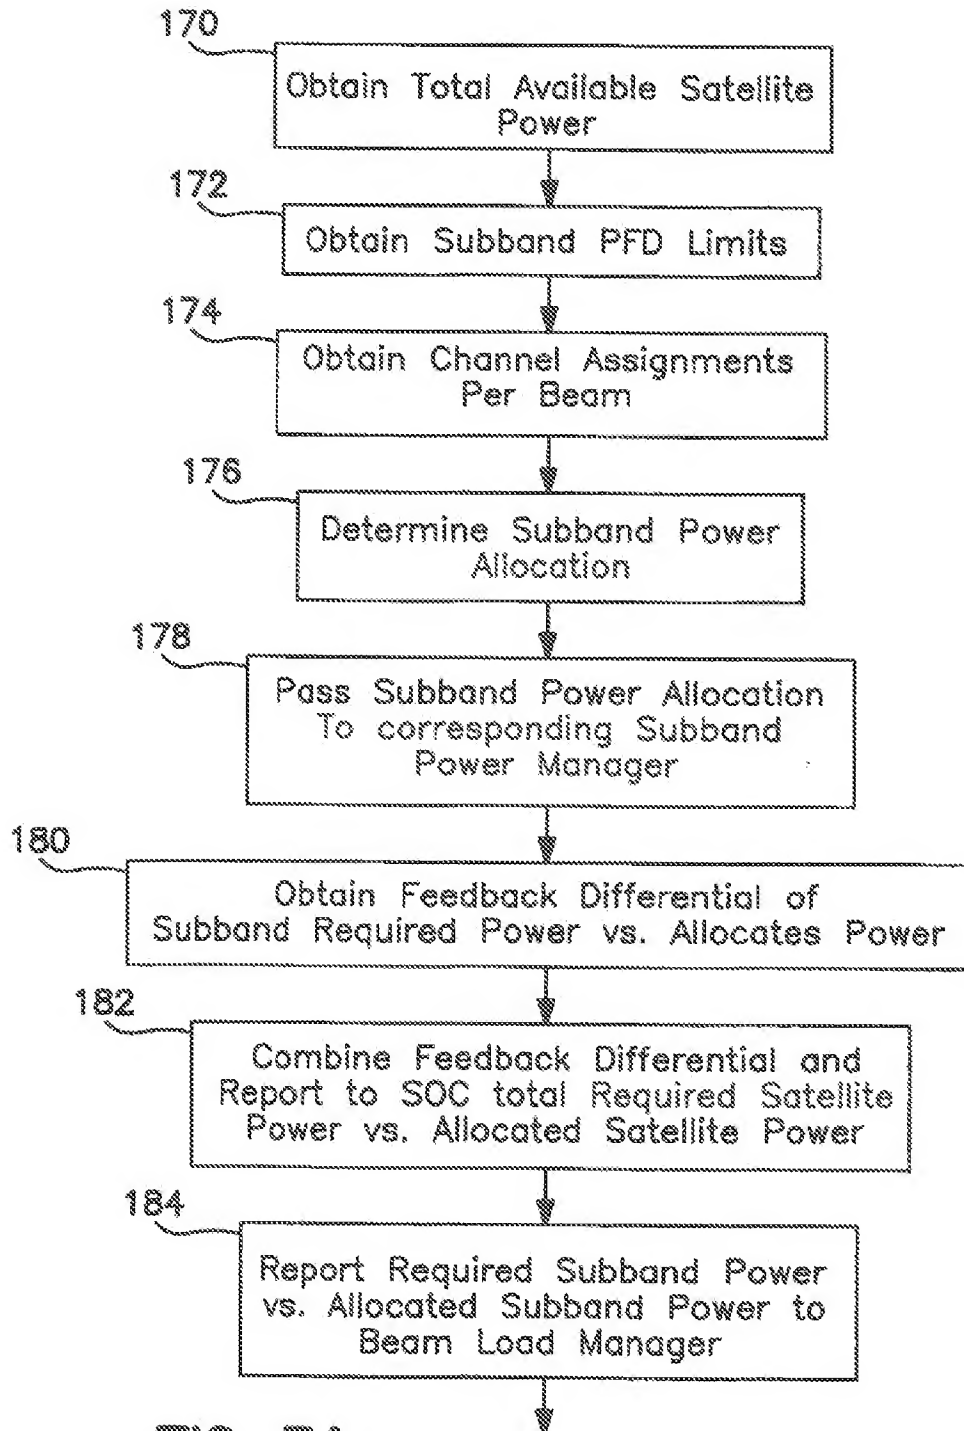 170
Obtain Total Available Satellite
Power
172
Obtain Subband PFD Limits
174
Obtain Channel Assignments
Per Beam
176
Determine Subband Power
Allocation
178
Pass Subband Power Allocation
To corresponding Subband
Power Manager
180
Obtain Feedback Differential of
Subband Required Power vs. Allocates Power
182
Combine Feedback Differential and
Report to SOC total Required Satellite
Power vs. Allocated Satellite Power
184
Report Required Subband Power
vs. Allocated Subband Power to
Beam Load Manager